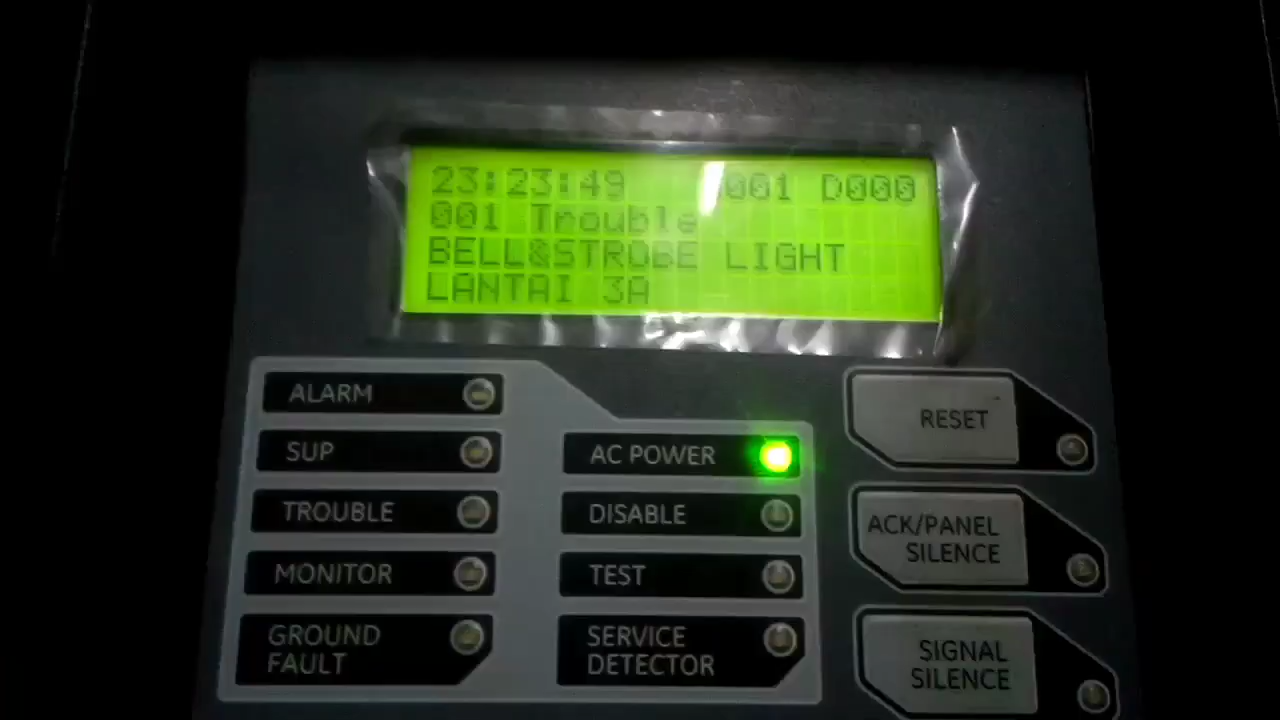 23:23:49 001 D000
001 Trouble
BELL&STROBE LIGHT
LANTAI 3A
ALARM
SUP
TROUBLE
MONITOR
GROUND
FAULT
AC POWER
DISABLE
TEST
SERVICE
DETECTOR
RESET
ACK/PANEL
SILENCE
SIGNAL
SILENCE